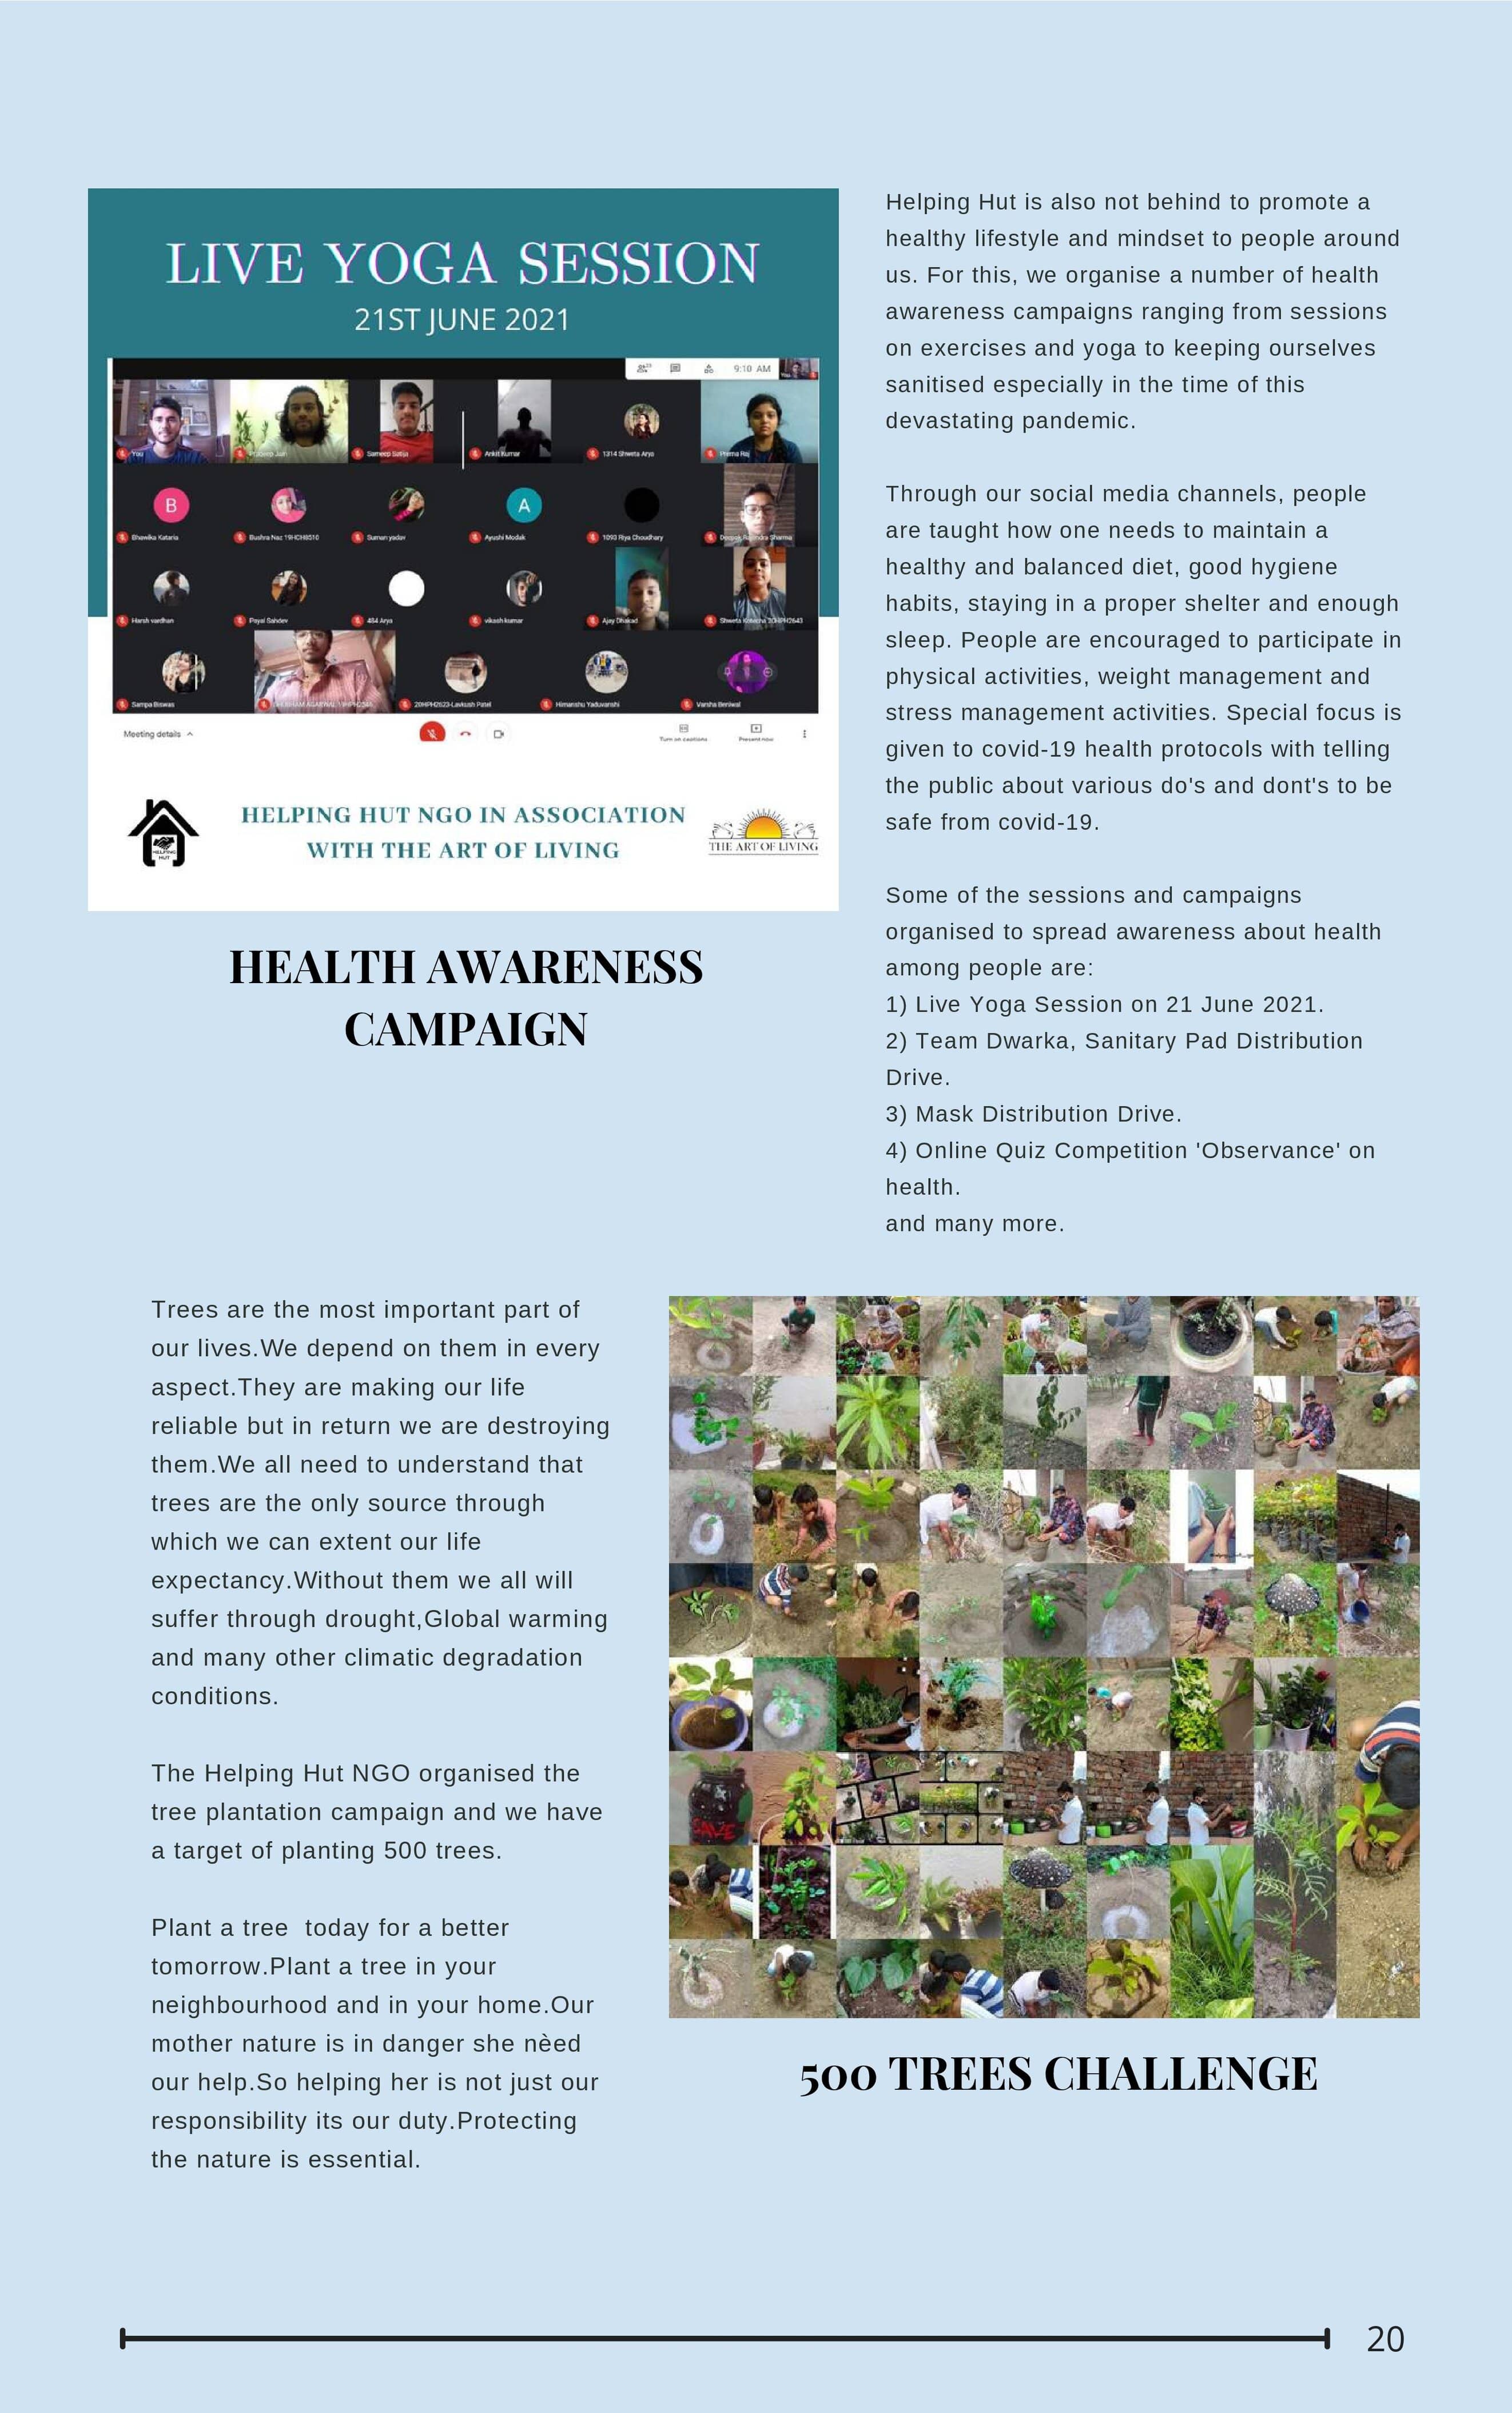 LIVE YOGA SESSION
21ST JUNE 2021
9:10 AM
You
You
Pradeep Jain
Sameep Satija
Ankit Kumar
1314 Shweta Arya
Prerna Raj
B
A
Bhawika Kataria
Bushra Naz 19HCH8510
Suman yadav
Ayushi Modak
1093 Riya Choudhary
Deepak Rajendra Sharma
Harsh vardhan
Payal Sahdev
484 Arya
vikash kumar
Ajay Dhakad
Shweta 20HPH2643
Sampa Biswas
SHUBHAM AGARWAL
20HPH2623-Lavkush Patel
Himanshu Yaduvanshi
Varsha Beniwal
Meeting details
Turn on captions
Present now
HELPING HUT
HELPING HUT NGO IN ASSOCIATION
WITH THE ART OF LIVING
THE ART OF LIVING
HEALTH AWARENESS
CAMPAIGN
Helping Hut is also not behind to promote a
healthy lifestyle and mindset to people around
us. For this, we organise a number of health
awareness campaigns ranging from sessions
on exercises and yoga to keeping ourselves
sanitised especially in the time of this
devastating pandemic.
Through our social media channels, people
are taught how one needs to maintain a
healthy and balanced diet, good hygiene
habits, staying in a proper shelter and enough
sleep. People are encouraged to participate in
physical activities, weight management and
stress management activities. Special focus is
given to covid-19 health protocols with telling
the public about various do's and dont's to be
safe from covid-19.
Some of the sessions and campaigns
organised to spread awareness about health
among people are:
1) Live Yoga Session on 21 June 2021.
2) Team Dwarka, Sanitary Pad Distribution
Drive.
3) Mask Distribution Drive.
4) Online Quiz Competition 'Observance' on
health.
and many more.
Trees are the most important part of
our lives.We depend on them in every
aspect.They are making our life
reliable but in return we are destroying
them.We all need to understand that
trees are the only source through
which we can extent our life
expectancy.Without them we all will
suffer through drought,Global warming
and many other climatic degradation
conditions.
The Helping Hut NGO organised the
tree plantation campaign and we have
a target of planting 500 trees.
Plant a tree  today for a better
tomorrow.Plant a tree in your
neighbourhood and in your home.Our
mother nature is in danger she nèed
our help.So helping her is not just our
responsibility its our duty.Protecting
the nature is essential.
SAVE
500 TREES CHALLENGE
20